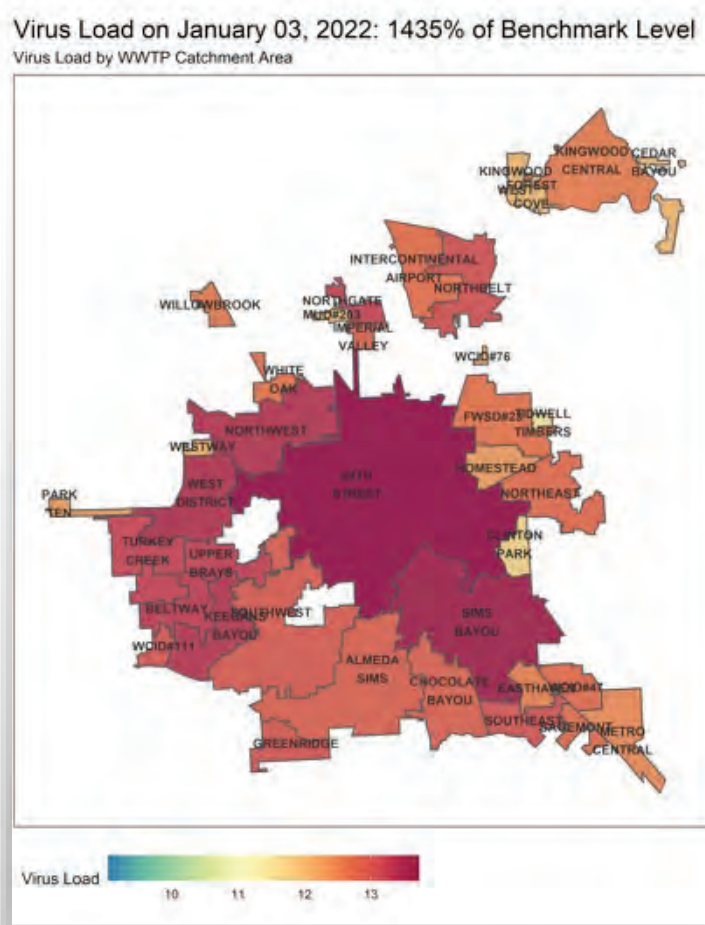 Virus Load on January 03, 2022: 1435% of Benchmark Level
Virus Load by WWTP Catchment Area
KINGWOOD
CENTRAL
CEDAR
BAYOU
KINGWOOD
WEST
FOREST
COVE
INTERCONTINENTAL
AIRPORT
NORTHBELT
WILLOWBROOK
NORTHGATE
MUD#203
IMPERIAL
VALLEY
WCID#76
WHITE
OAK
FWSD#23
TIDWELL
TIMBERS
NORTHWEST
WESTWAY
HOMESTEAD
WEST
DISTRICT
STREET
NORTHEAST
PARK
TEN
TURKEY
CREEK
UPPER
BRAYS
CLINTON
PARK
BELTWAY
KEEGANS
BAYOU
SOUTHWEST
SIMS
BAYOU
WCID#111
ALMEDA
SIMS
CHOCOLATE
BAYOU
WCID#47
SOUTHEAST
SAGEMONT
METRO
CENTRAL
GREENRIDGE
Virus Load
10 11 12 13